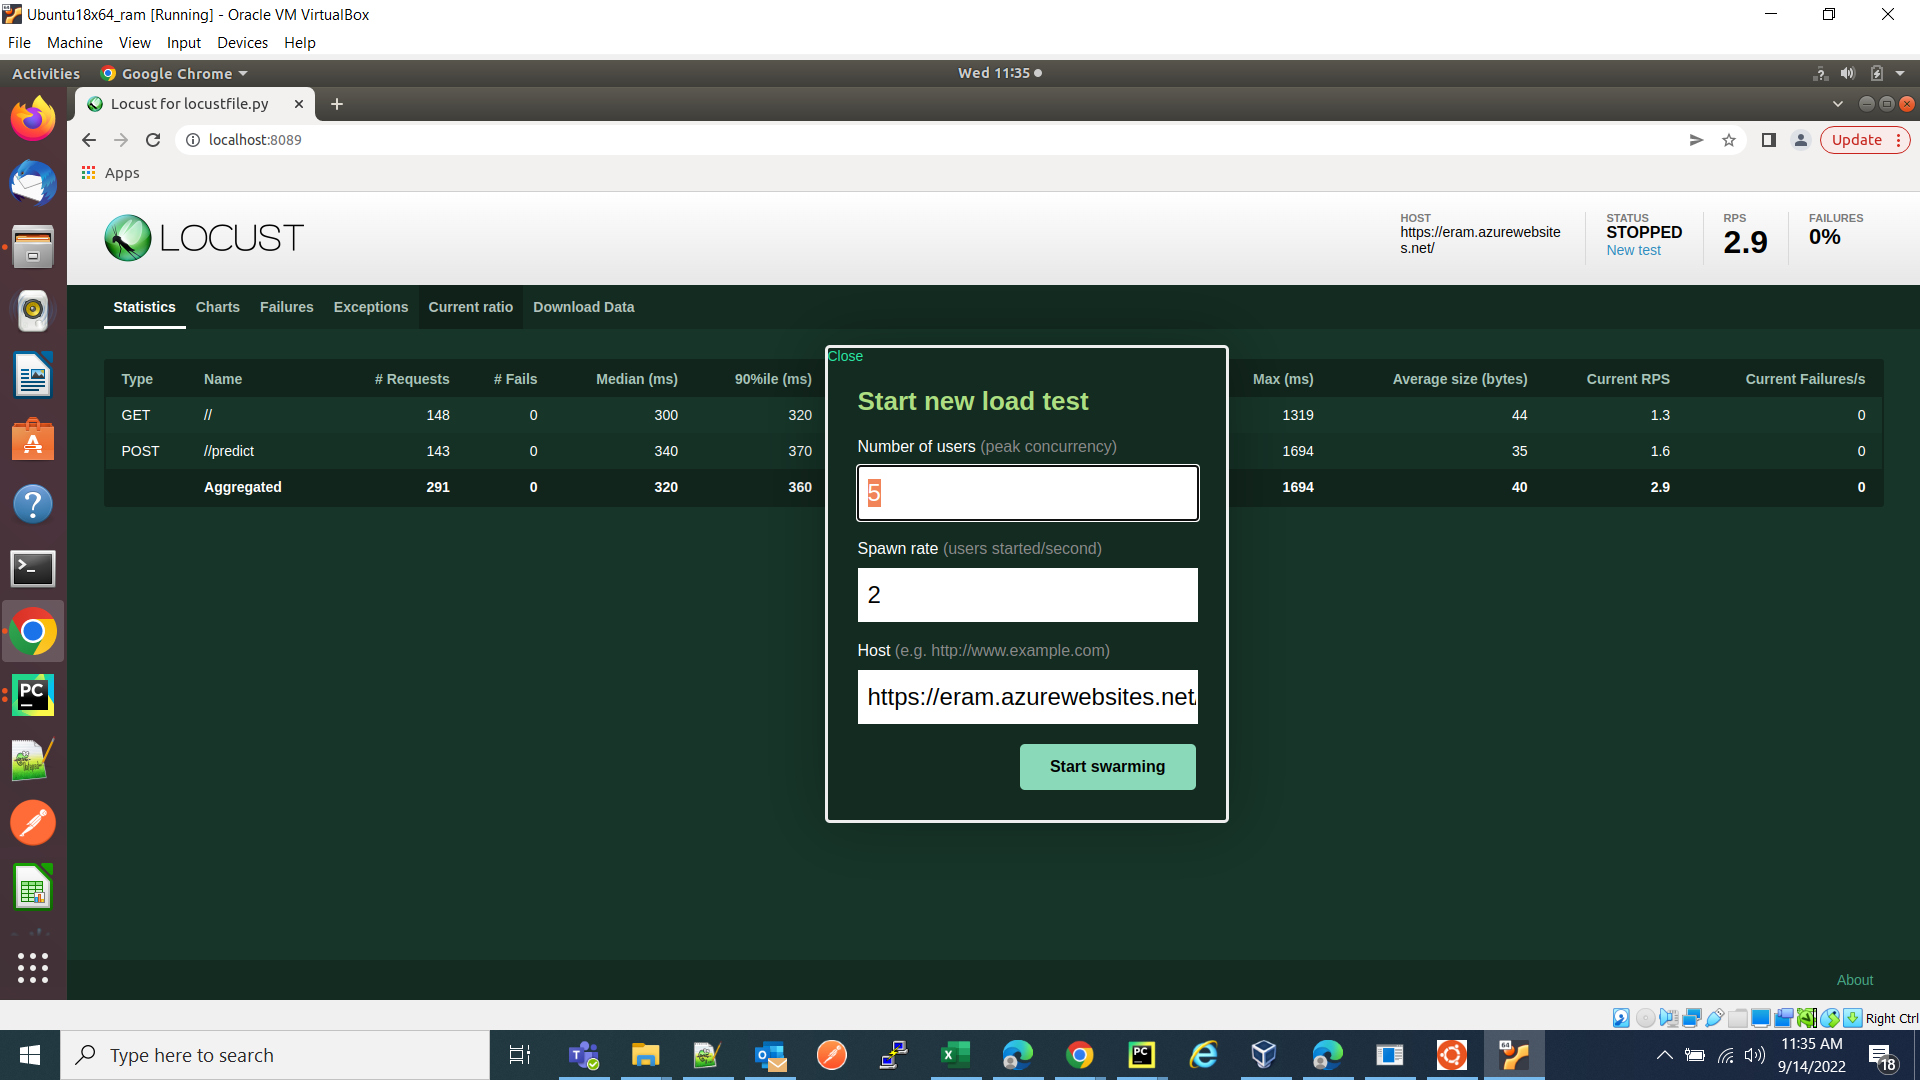 Ubuntu18x64_ram [Running] - Oracle VM VirtualBox
File Machine View Input Devices Help
Activities Google Chrome Wed 11:35
Locust for locustfile.py
localhost:8089
Update
Apps
LOCUST
HOST
https://eram.azurewebsite
s.net/
STATUS
STOPPED
New test
RPS
2.9
FAILURES
0%
Statistics Charts Failures Exceptions Current ratio Download Data
Type Name # Requests # Fails Median (ms) 90%ile (ms) Max (ms) Average size (bytes) Current RPS Current Failures/s
GET // 148 0 300 320 1319 44 1.3 0
POST //predict 143 0 340 370 1694 35 1.6 0
Aggregated 291 0 320 360 1694 40 2.9 0
Close
Start new load test
Number of users (peak concurrency)
5
Spawn rate (users started/second)
2
Host (e.g. http://www.example.com)
https://eram.azurewebsites.net/
Start swarming
About
Right Ctrl
Type here to search
11:35 AM
9/14/2022
18